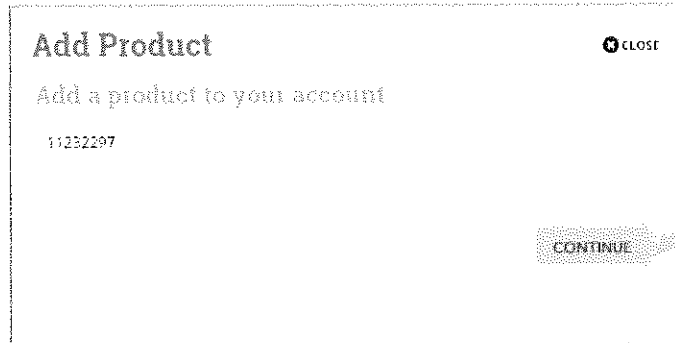 Add Product
CLOSE
Add a product to your account
11232297
CONTINUE